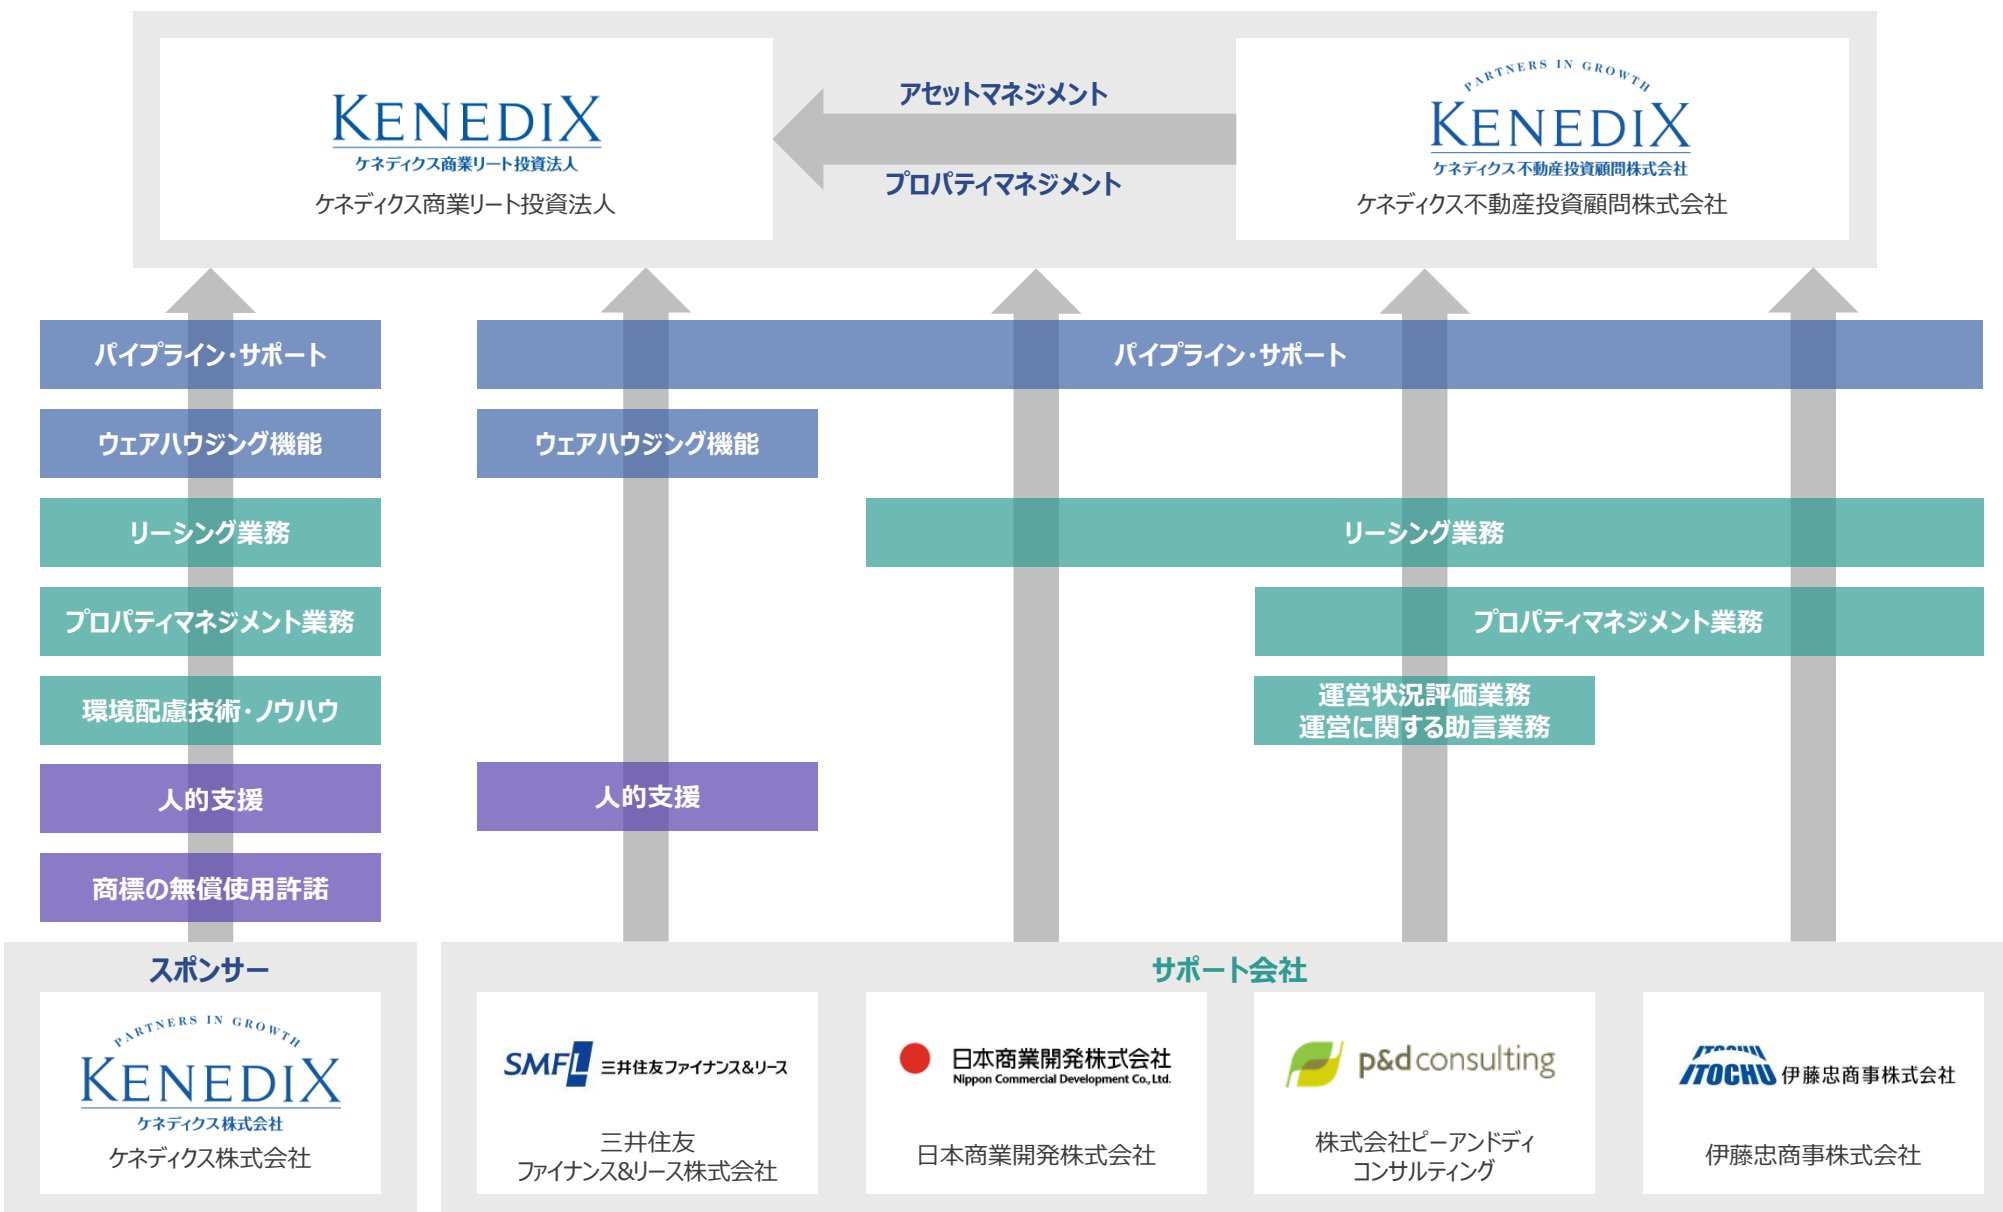 KENEDIX
ケネディクス商業リート投資法人
ケネディクス商業リート投資法人
アセットマネジメント
プロパティマネジメント
PARTNERS IN GROWTH
KENEDIX
ケネディクス不動産投資顧問株式会社
ケネディクス不動産投資顧問株式会社
パイプライン・サポート
パイプライン・サポート
ウェアハウジング機能
ウェアハウジング機能
リーシング業務
リーシング業務
プロパティマネジメント業務
プロパティマネジメント業務
環境配慮技術・ノウハウ
運営状況評価業務
運営に関する助言業務
人的支援
人的支援
商標の無償使用許諾
スポンサー
PARTNERS IN GROWTH
KENEDIX
ケネディクス株式会社
ケネディクス株式会社
サポート会社
SMFL 三井住友ファイナンス&リース
三井住友
ファイナンス&リース株式会社
日本商業開発株式会社
Nippon Commercial Development Co., Ltd.
日本商業開発株式会社
p&d consulting
株式会社ピーアンドディ
コンサルティング
ITOCHU
ITOCHU 伊藤忠商事株式会社
伊藤忠商事株式会社